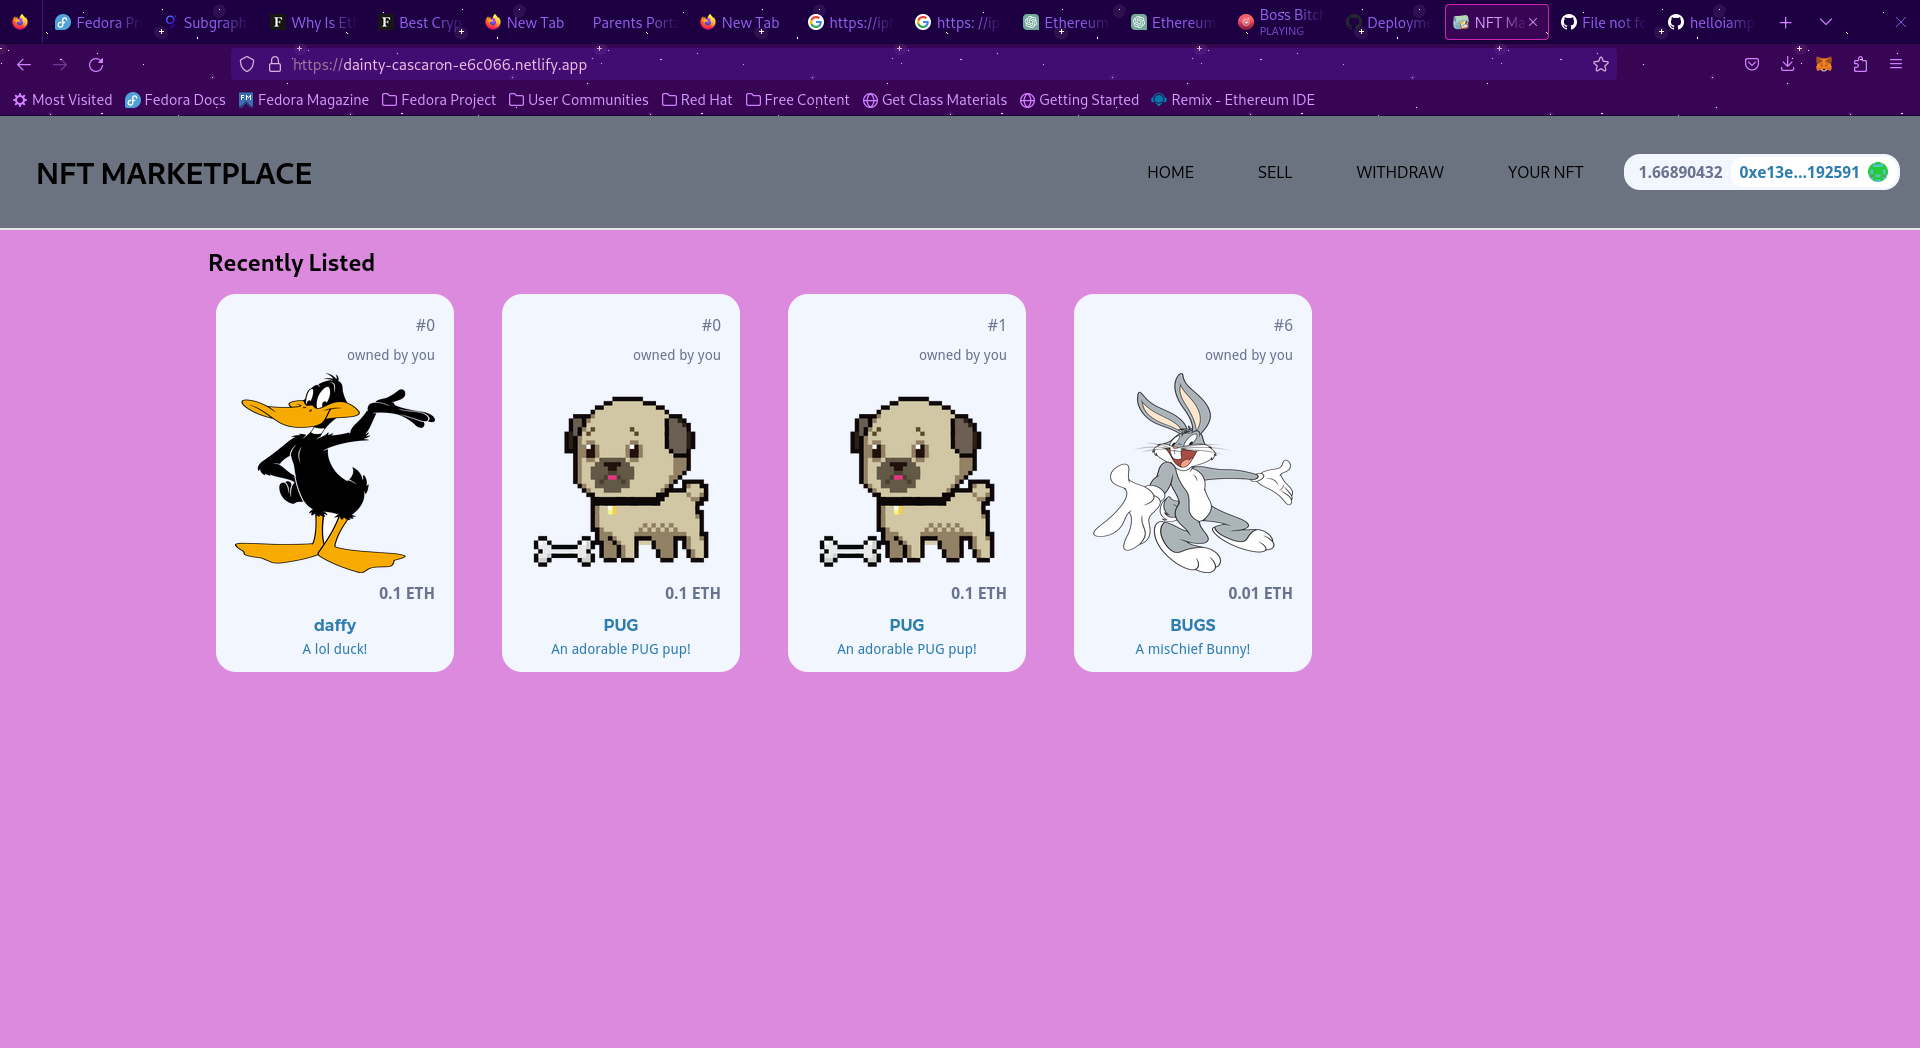 Fedora Pr
Subgraph
Why Is Et
Best Cryp
New Tab
Parents Porta
New Tab
https://ipf
https: //ip
Ethereum
Ethereum
Boss Bitch
PLAYING
Deployme
NFT Ma
File not fo
helloiamp
https://dainty-cascaron-e6c066.netlify.app
Most Visited Fedora Docs Fedora Magazine Fedora Project User Communities Red Hat Free Content Get Class Materials Getting Started Remix - Ethereum IDE
NFT MARKETPLACE
HOME SELL WITHDRAW YOUR NFT 1.66890432 0xe13e...192591
Recently Listed
#0
owned by you
0.1 ETH
daffy
A lol duck!
#0
owned by you
0.1 ETH
PUG
An adorable PUG pup!
#1
owned by you
0.1 ETH
PUG
An adorable PUG pup!
#6
owned by you
0.01 ETH
BUGS
A misChief Bunny!